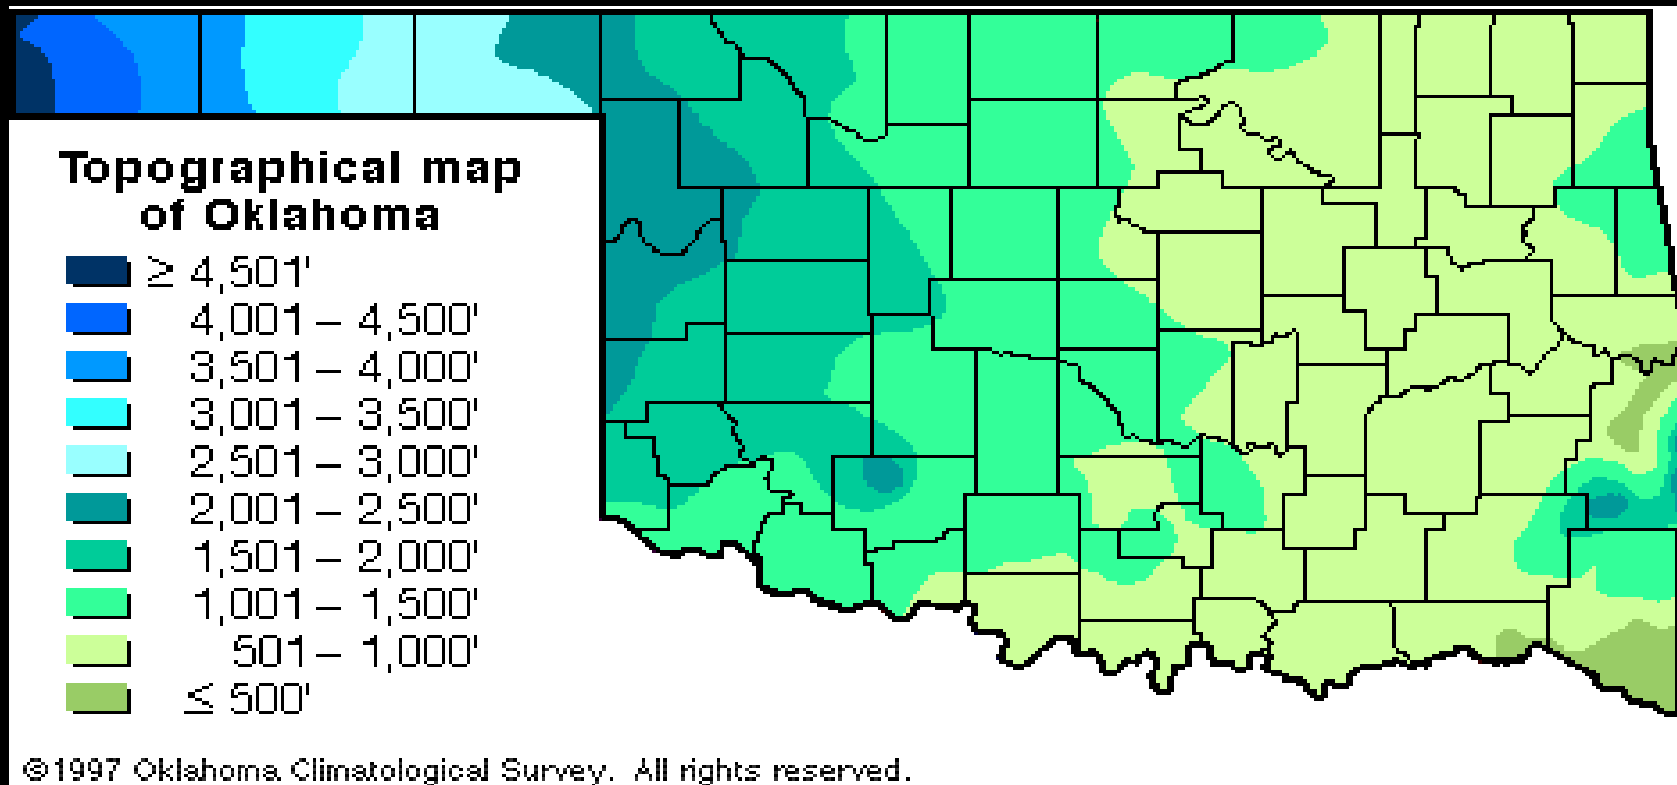 Topographical map
of Oklahoma
≥ 4,501'
4,001 – 4,500'
3,501 – 4,000'
3,001 – 3,500'
2,501 – 3,000'
2,001 – 2,500'
1,501 – 2,000'
1,001 – 1,500'
501 – 1,000'
≤ 500'
©1997 Oklahoma Climatological Survey. All rights reserved.